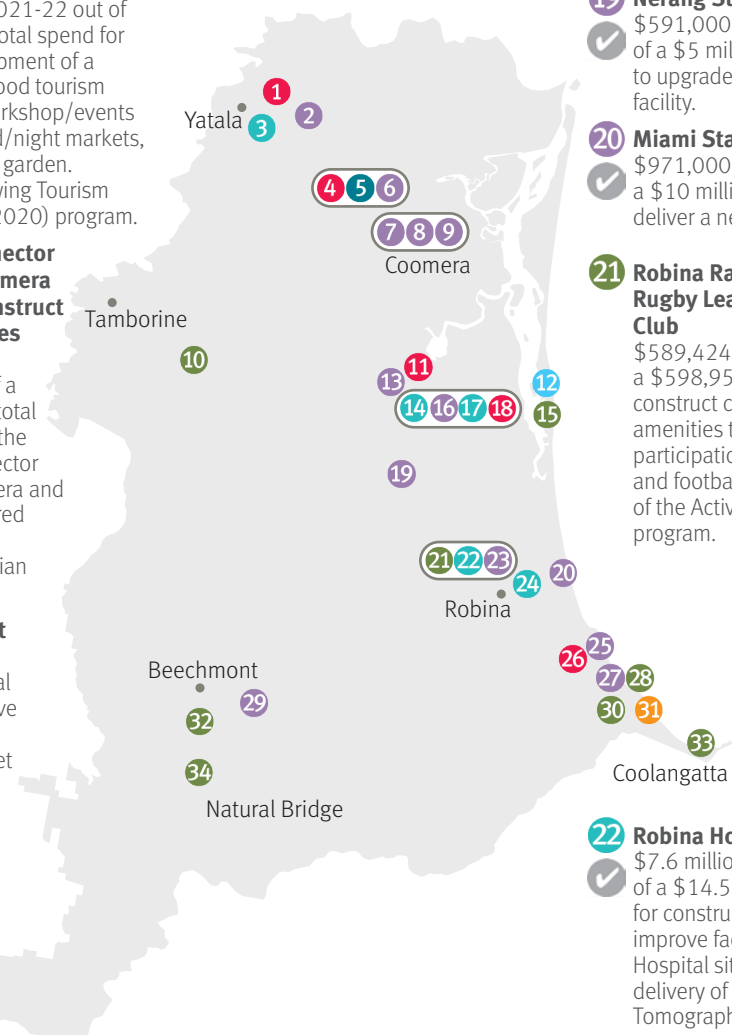 021-22 out of
otal spend for
pment of a
ood tourism
rkshop/events
d/night markets,
garden.
ving Tourism
2020) program.
nector
mera
nstruct
es
f a
total
the
ector
era and
red
ian
t
al
ve
et
1
2
Yatala
3
4 5 6
7 8 9
Coomera
Tamborine
10
11
13
12
14 16 17 18
15
19
21 22 23
20
24
Robina
25
26
27 28
Beechmont
29
30 31
32
33
Coolangatta
34
Natural Bridge
19 Nerang St
$591,000
of a $5 mil
to upgrade
facility.
20 Miami Sta
$971,000
a $10 milli
deliver a ne
21 Robina Ra
Rugby Lea
Club
$589,424
a $598,95
construct c
amenities t
participatio
and footba
of the Activ
program.
22 Robina Ho
$7.6 millio
of a $14.5
for constru
improve fac
Hospital sit
delivery of
Tomograph